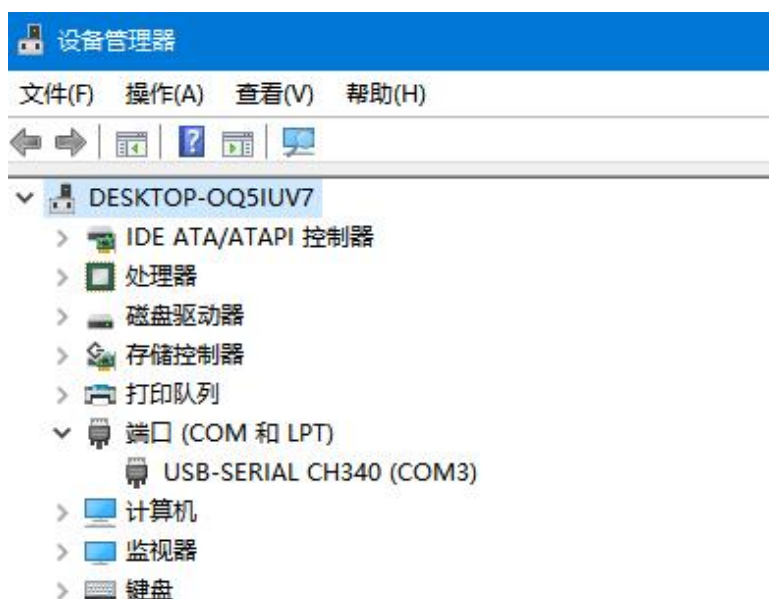 设备管理器
文件(F) 操作(A) 查看(V) 帮助(H)
DESKTOP-OQ5IUV7
IDE ATA/ATAPI 控制器
处理器
磁盘驱动器
存储控制器
打印队列
端口 (COM 和 LPT)
USB-SERIAL CH340 (COM3)
计算机
监视器
键盘